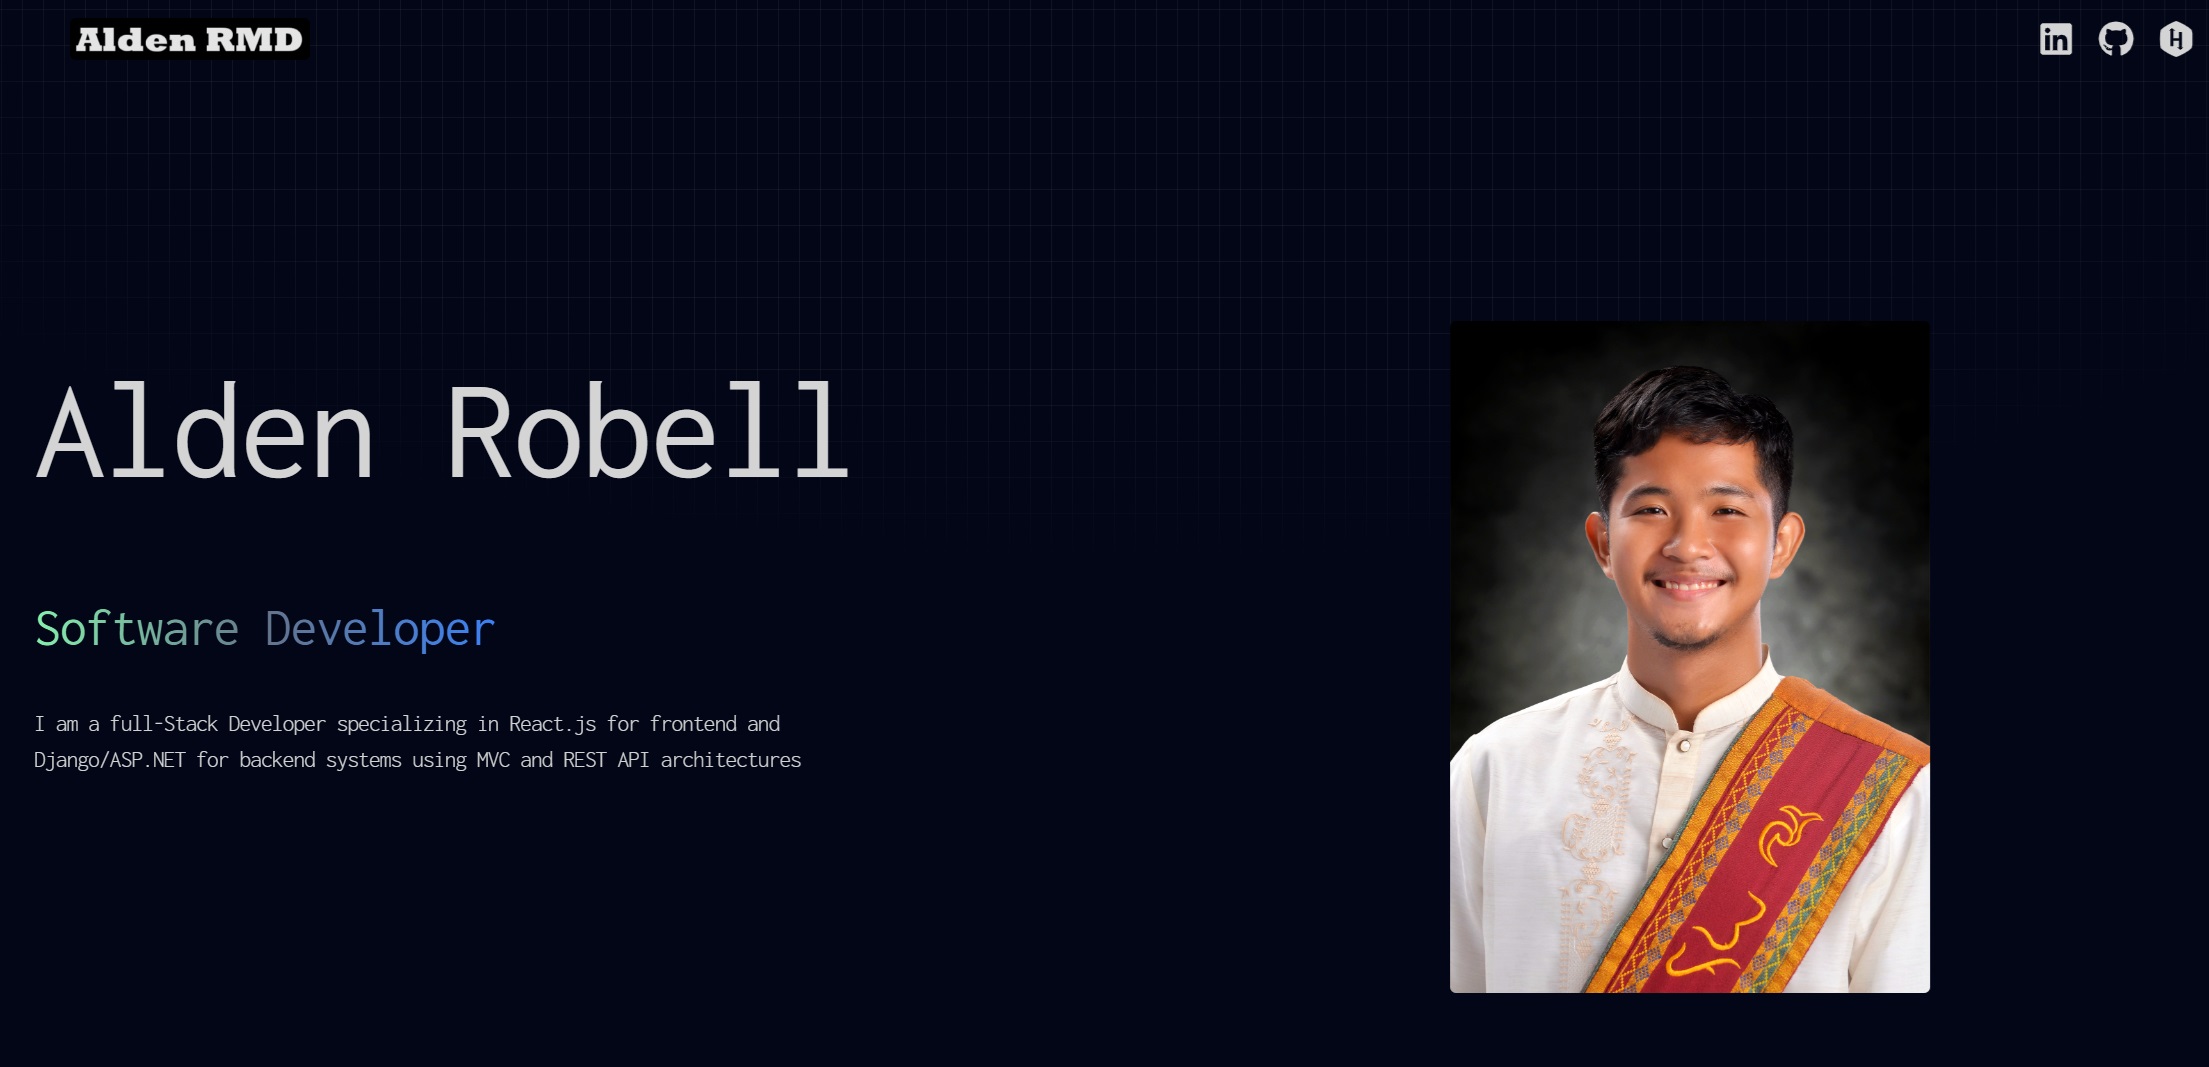 Alden RMD
in
H
Alden Robell
Software Developer
I am a full-Stack Developer specializing in React.js for frontend and
Django/ASP.NET for backend systems using MVC and REST API architectures